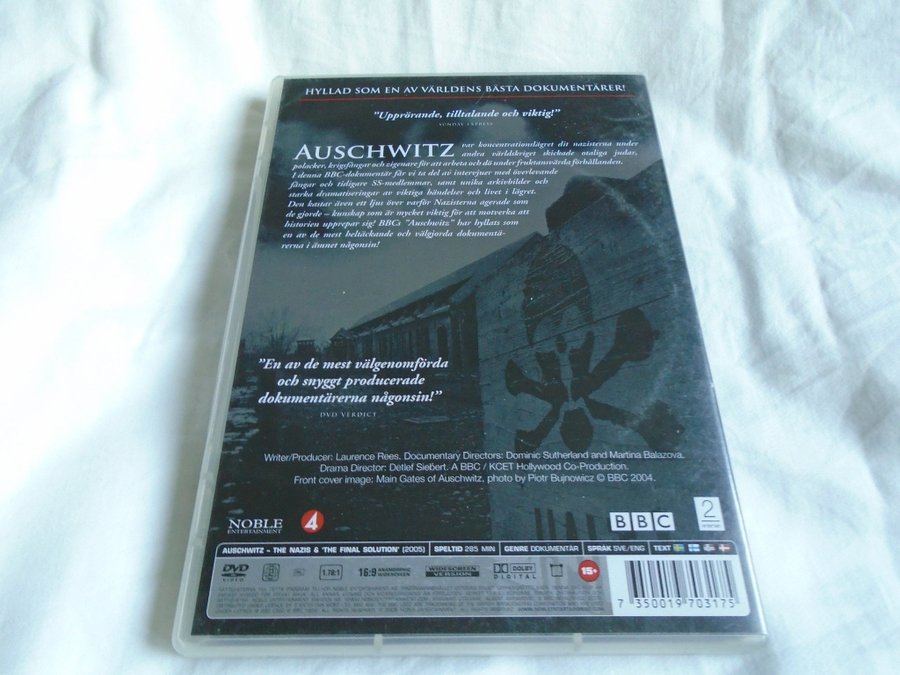 HYLLAD SOM EN AV VÄRLDENS BÄSTA DOKUMENTÄRER!
"Upprörande, tilltalande och viktig!"
SUNDAY EXPRESS
AUSCHWITZ var koncentrationslägret dit nazisterna under
andra världskriget skickade otaliga judar,
polacker, krigsfångar och zigenare för att arbeta och dö under fruktansvärda förhållanden.
I denna BBC-dokumentär får vi ta del av intervjuer med överlevande
fångar och tidigare SS-medlemmar, samt unika arkivbilder och
starka dramatiseringar av viktiga händelser och livet i lägret.
Den kastar även ett ljus över varför Nazisterna agerade som
de gjorde – kunskap som är mycket viktig för att motverka att
historien upprepar sig! BBCs "Auschwitz" har hyllats som
en av de mest heltäckande och välgjorda dokumentä-
rerna i ämnet någonsin!
"En av de mest välgenomförda
och snyggt producerade
dokumentärerna någonsin!"
DVD VERDICT
Writer/Producer: Laurence Rees. Documentary Directors: Dominic Sutherland and Martina Balazova.
Drama Director: Detlef Sießert. A BBC / KCET Hollywood Co-Production.
Front cover image: Main Gates of Auschwitz, photo by Piotr Bujnowicz © BBC 2004.
NOBLE
ENTERTAINMENT
4
BBC
2
AUSCHWITZ – THE NAZIS & 'THE FINAL SOLUTION' (2005) SPELTID 285 MIN GENRE DOKUMENTÄR SPRÅK SVE/ENG TEXT
DVD
VIDEO
1.78:1
16:9 ANAMORPHIC
WIDESCREEN
WIDESCREEN
VERSION
DOLBY
DIGITAL
15+
7 350019 703175